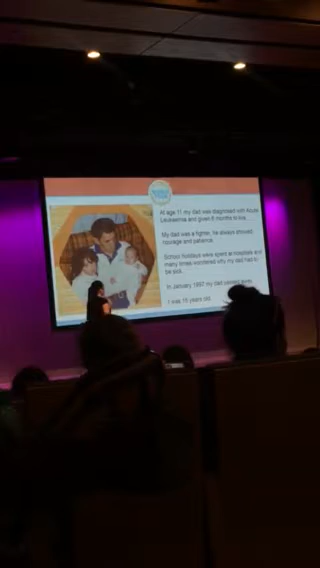 At age 11 my dad was diagnosed with Acute
Leukaemia and given 6 months to live
My dad was a fighter, he always showed
courage and patience.
School holidays were spent at hospitals and
many times wondered why my dad had to
be sick.
In January 1997 my dad passed away.
I was 15 years old.